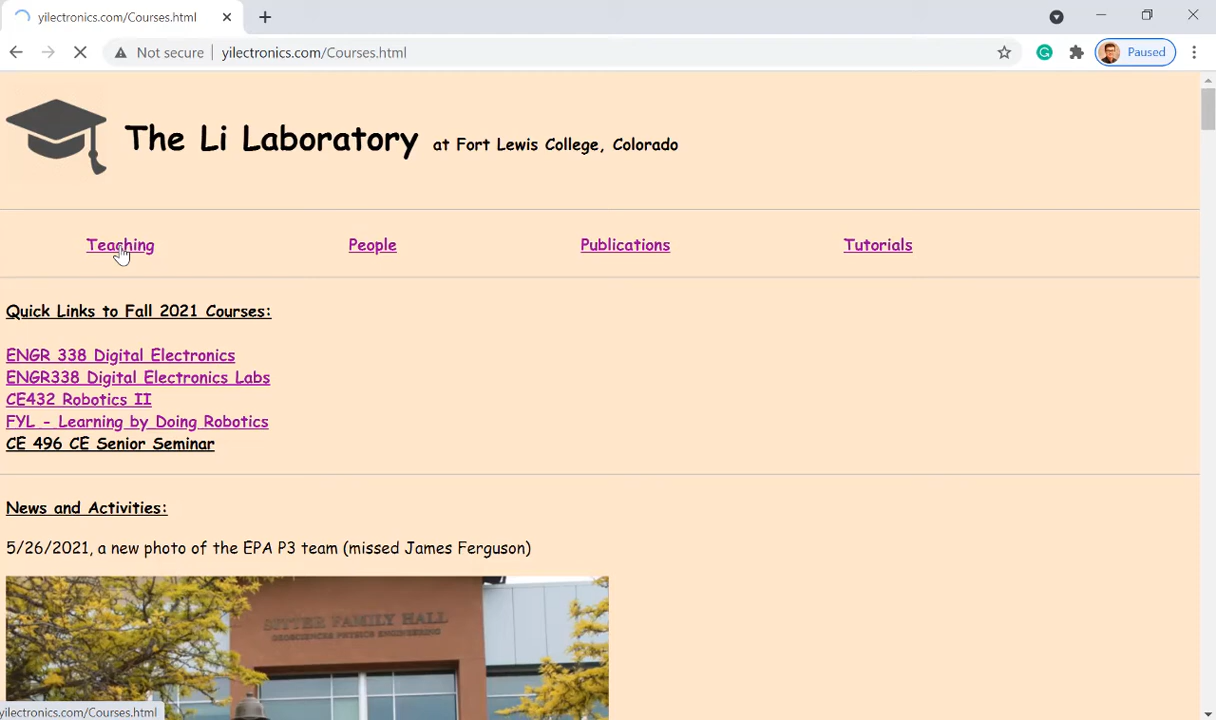 yilectronics.com/Courses.html
Not secure yilectronics.com/Courses.html Paused
The Li Laboratory at Fort Lewis College, Colorado
Teaching People Publications Tutorials
Quick Links to Fall 2021 Courses:
ENGR 338 Digital Electronics
ENGR338 Digital Electronics Labs
CE432 Robotics II
FYL - Learning by Doing Robotics
CE 496 CE Senior Seminar
News and Activities:
5/26/2021, a new photo of the EPA P3 team (missed James Ferguson)
FAMILY HALL
GEOSCIENCES PHYSICS ENGINEERING
yilectronics.com/Courses.html